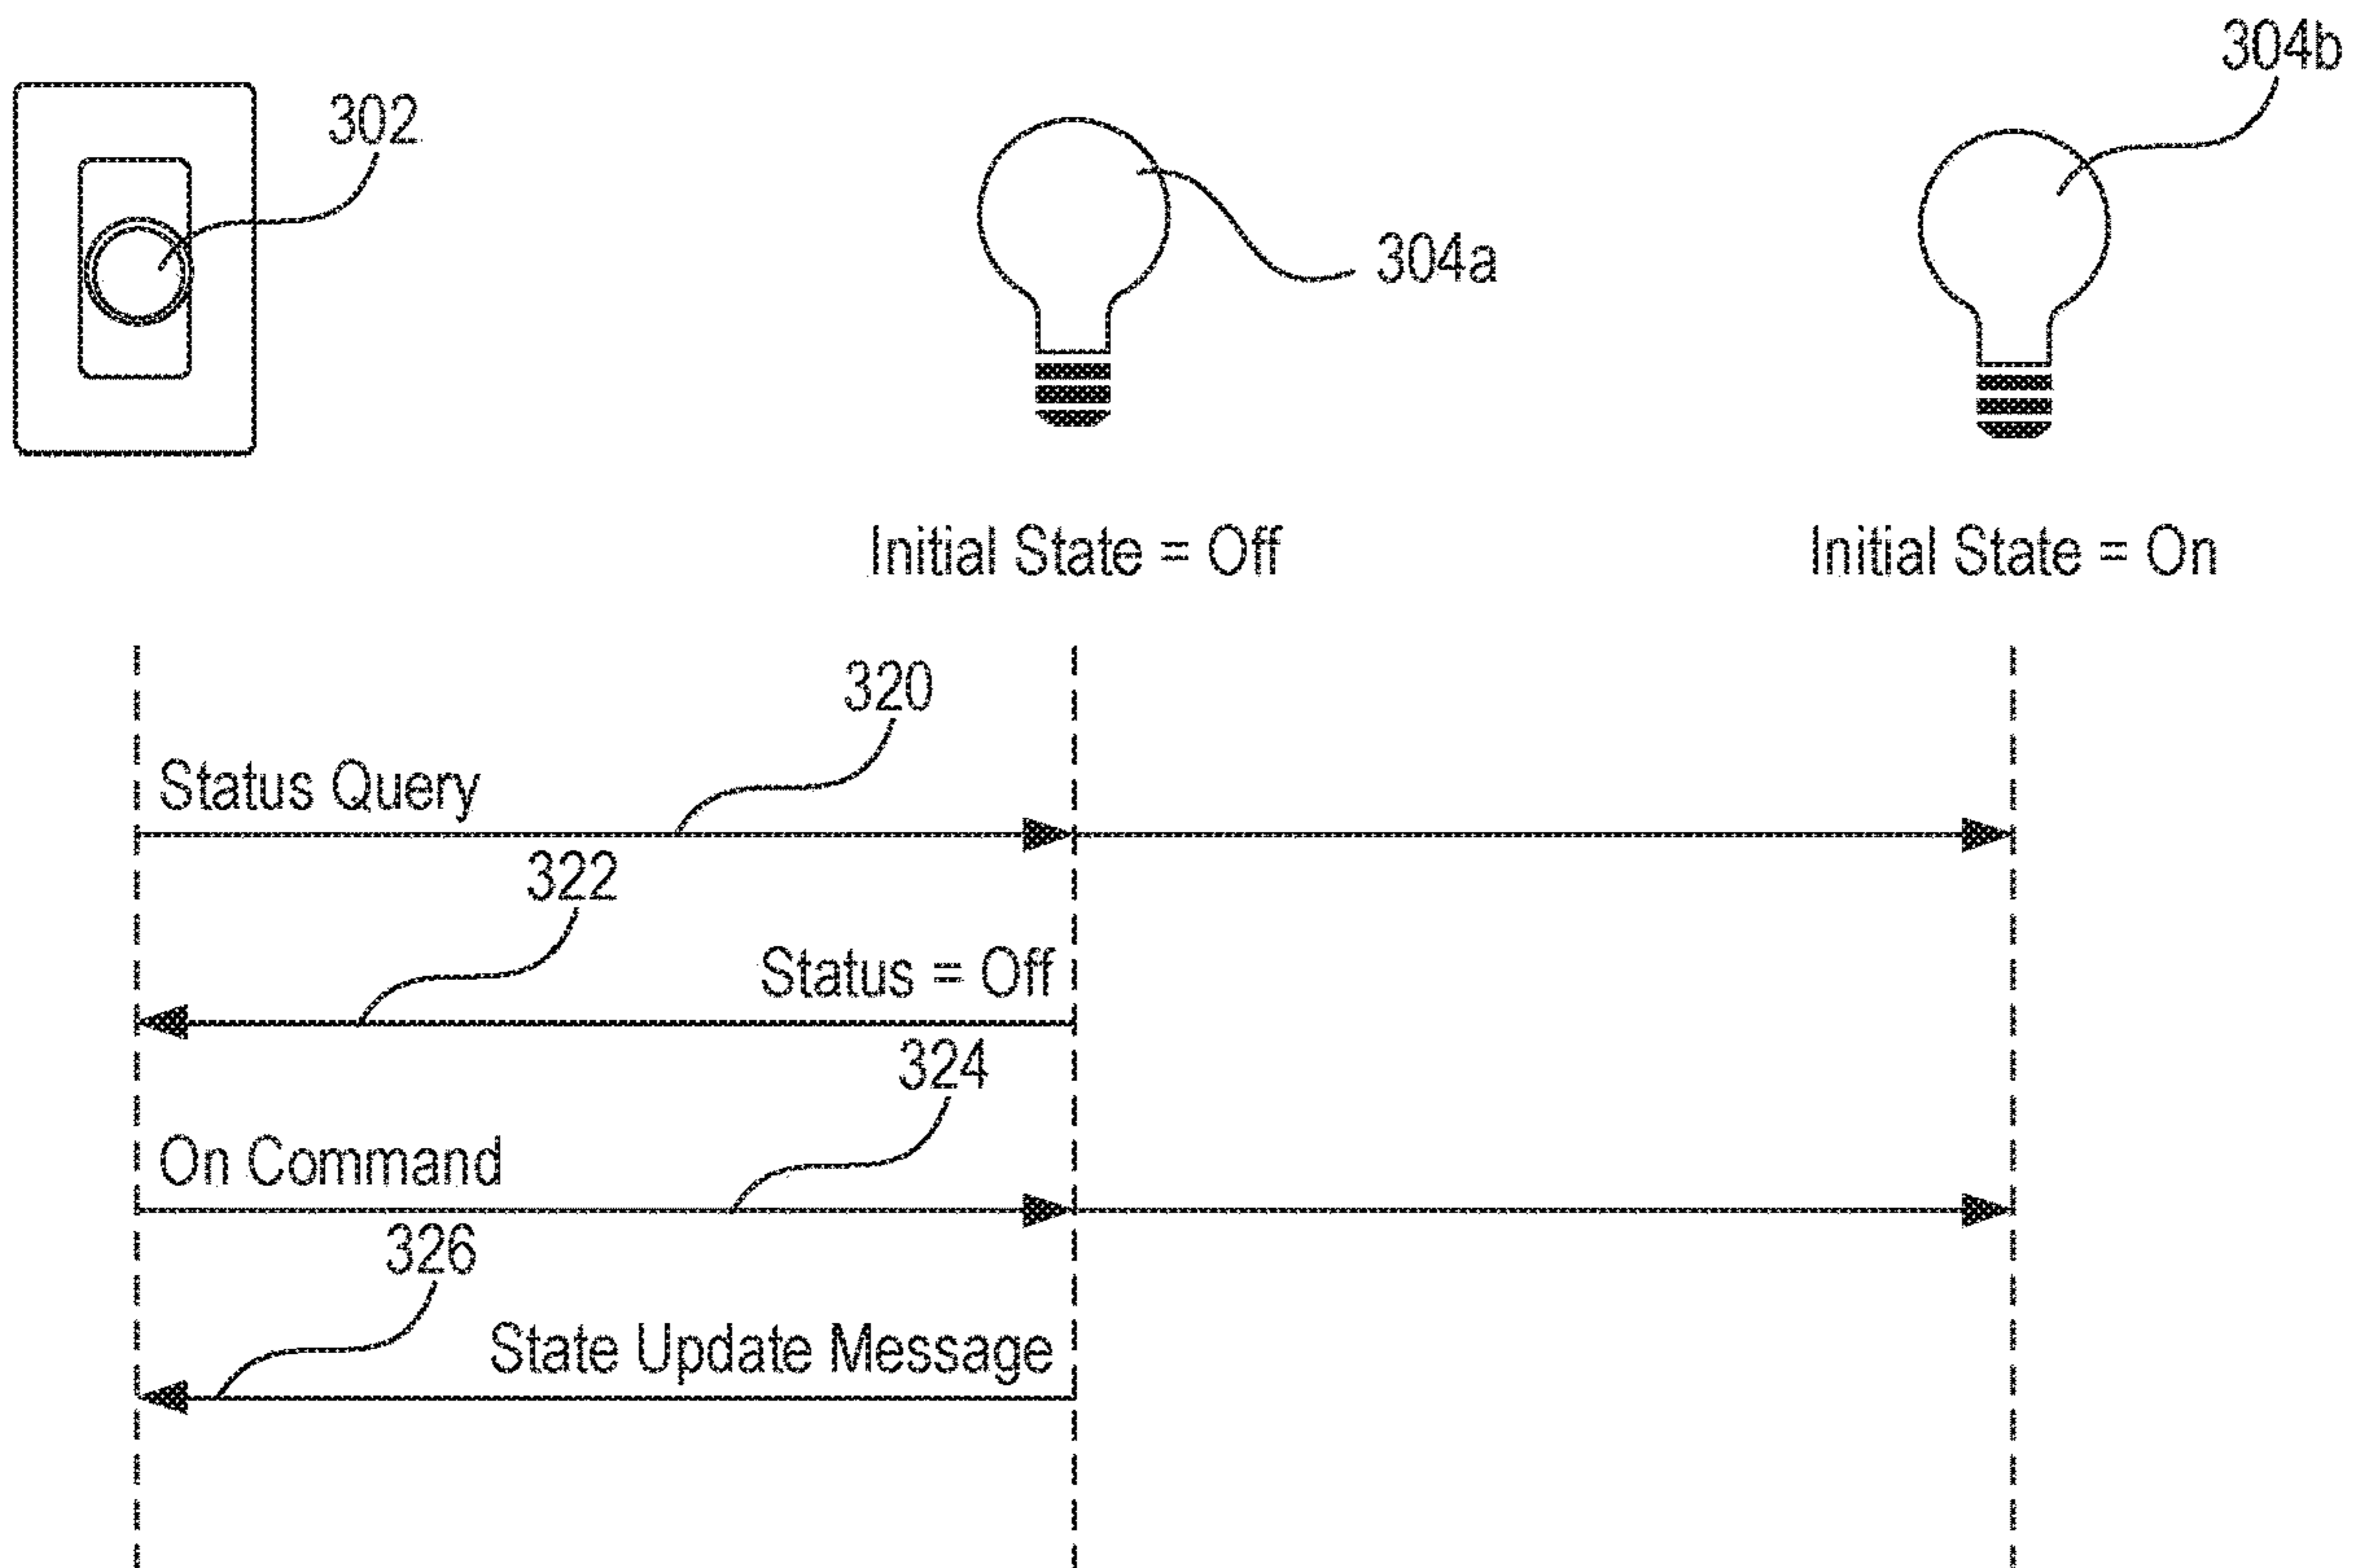 304b
302
304a
Initial State = Off
Initial State = On
320
Status Query
322
Status = Off
324
On Command
326
State Update Message